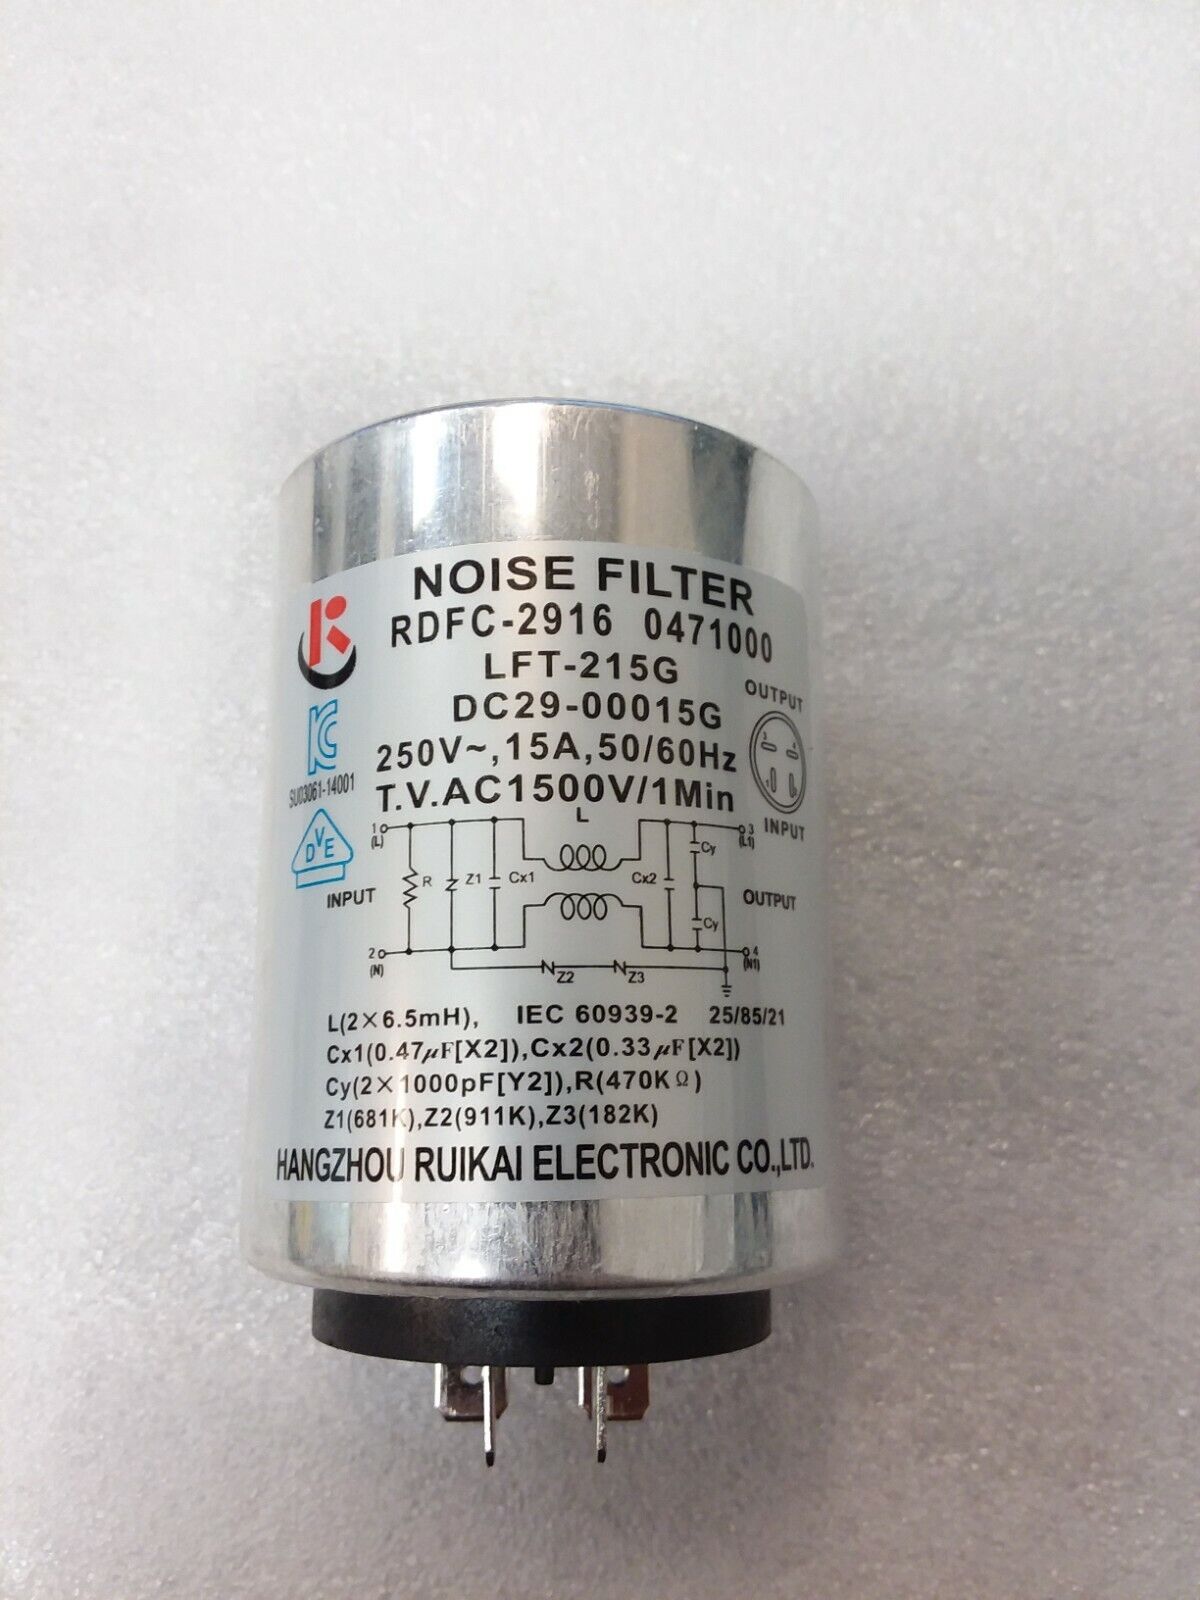 NOISE FILTER
RDFC-2916 0471000
LFT-215G
DC29-00015G
250V~,15A,50/60Hz
T.V.AC1500V/1Min
SU03061-14001
DVE
OUTPUT
INPUT
L
1
(L)
3
(L1)
R
Z1
Cx1
Cx2
Cy
INPUT
OUTPUT
Cy
2
(N)
4
(N1)
Z2
Z3
L(2×6.5mH), IEC 60939-2 25/85/21
Cx1(0.47μF[X2]),Cx2(0.33μF[X2])
Cy(2×1000pF[Y2]),R(470KΩ)
Z1(681K),Z2(911K),Z3(182K)
HANGZHOU RUIKAI ELECTRONIC CO.,LTD.